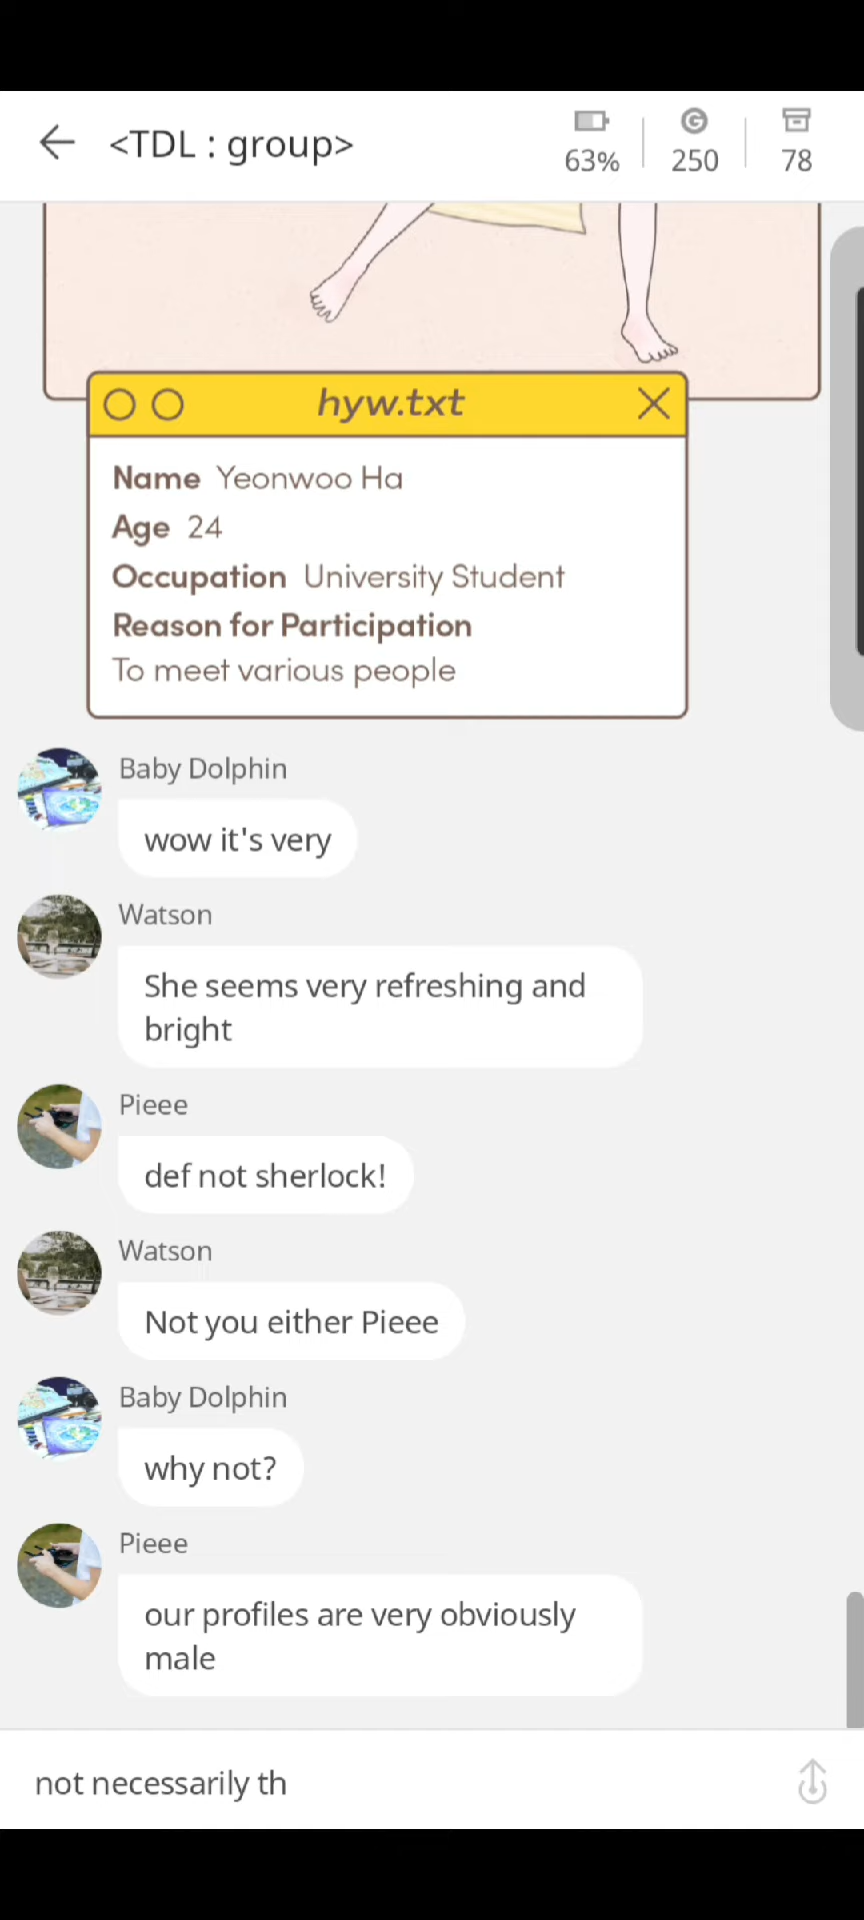 <TDL : group>
63%
250
78
hyw.txt
Name Yeonwoo Ha
Age 24
Occupation University Student
Reason for Participation
To meet various people
Baby Dolphin
wow it's very
Watson
She seems very refreshing and
bright
Pieee
def not sherlock!
Watson
Not you either Pieee
Baby Dolphin
why not?
Pieee
our profiles are very obviously
male
not necessarily th